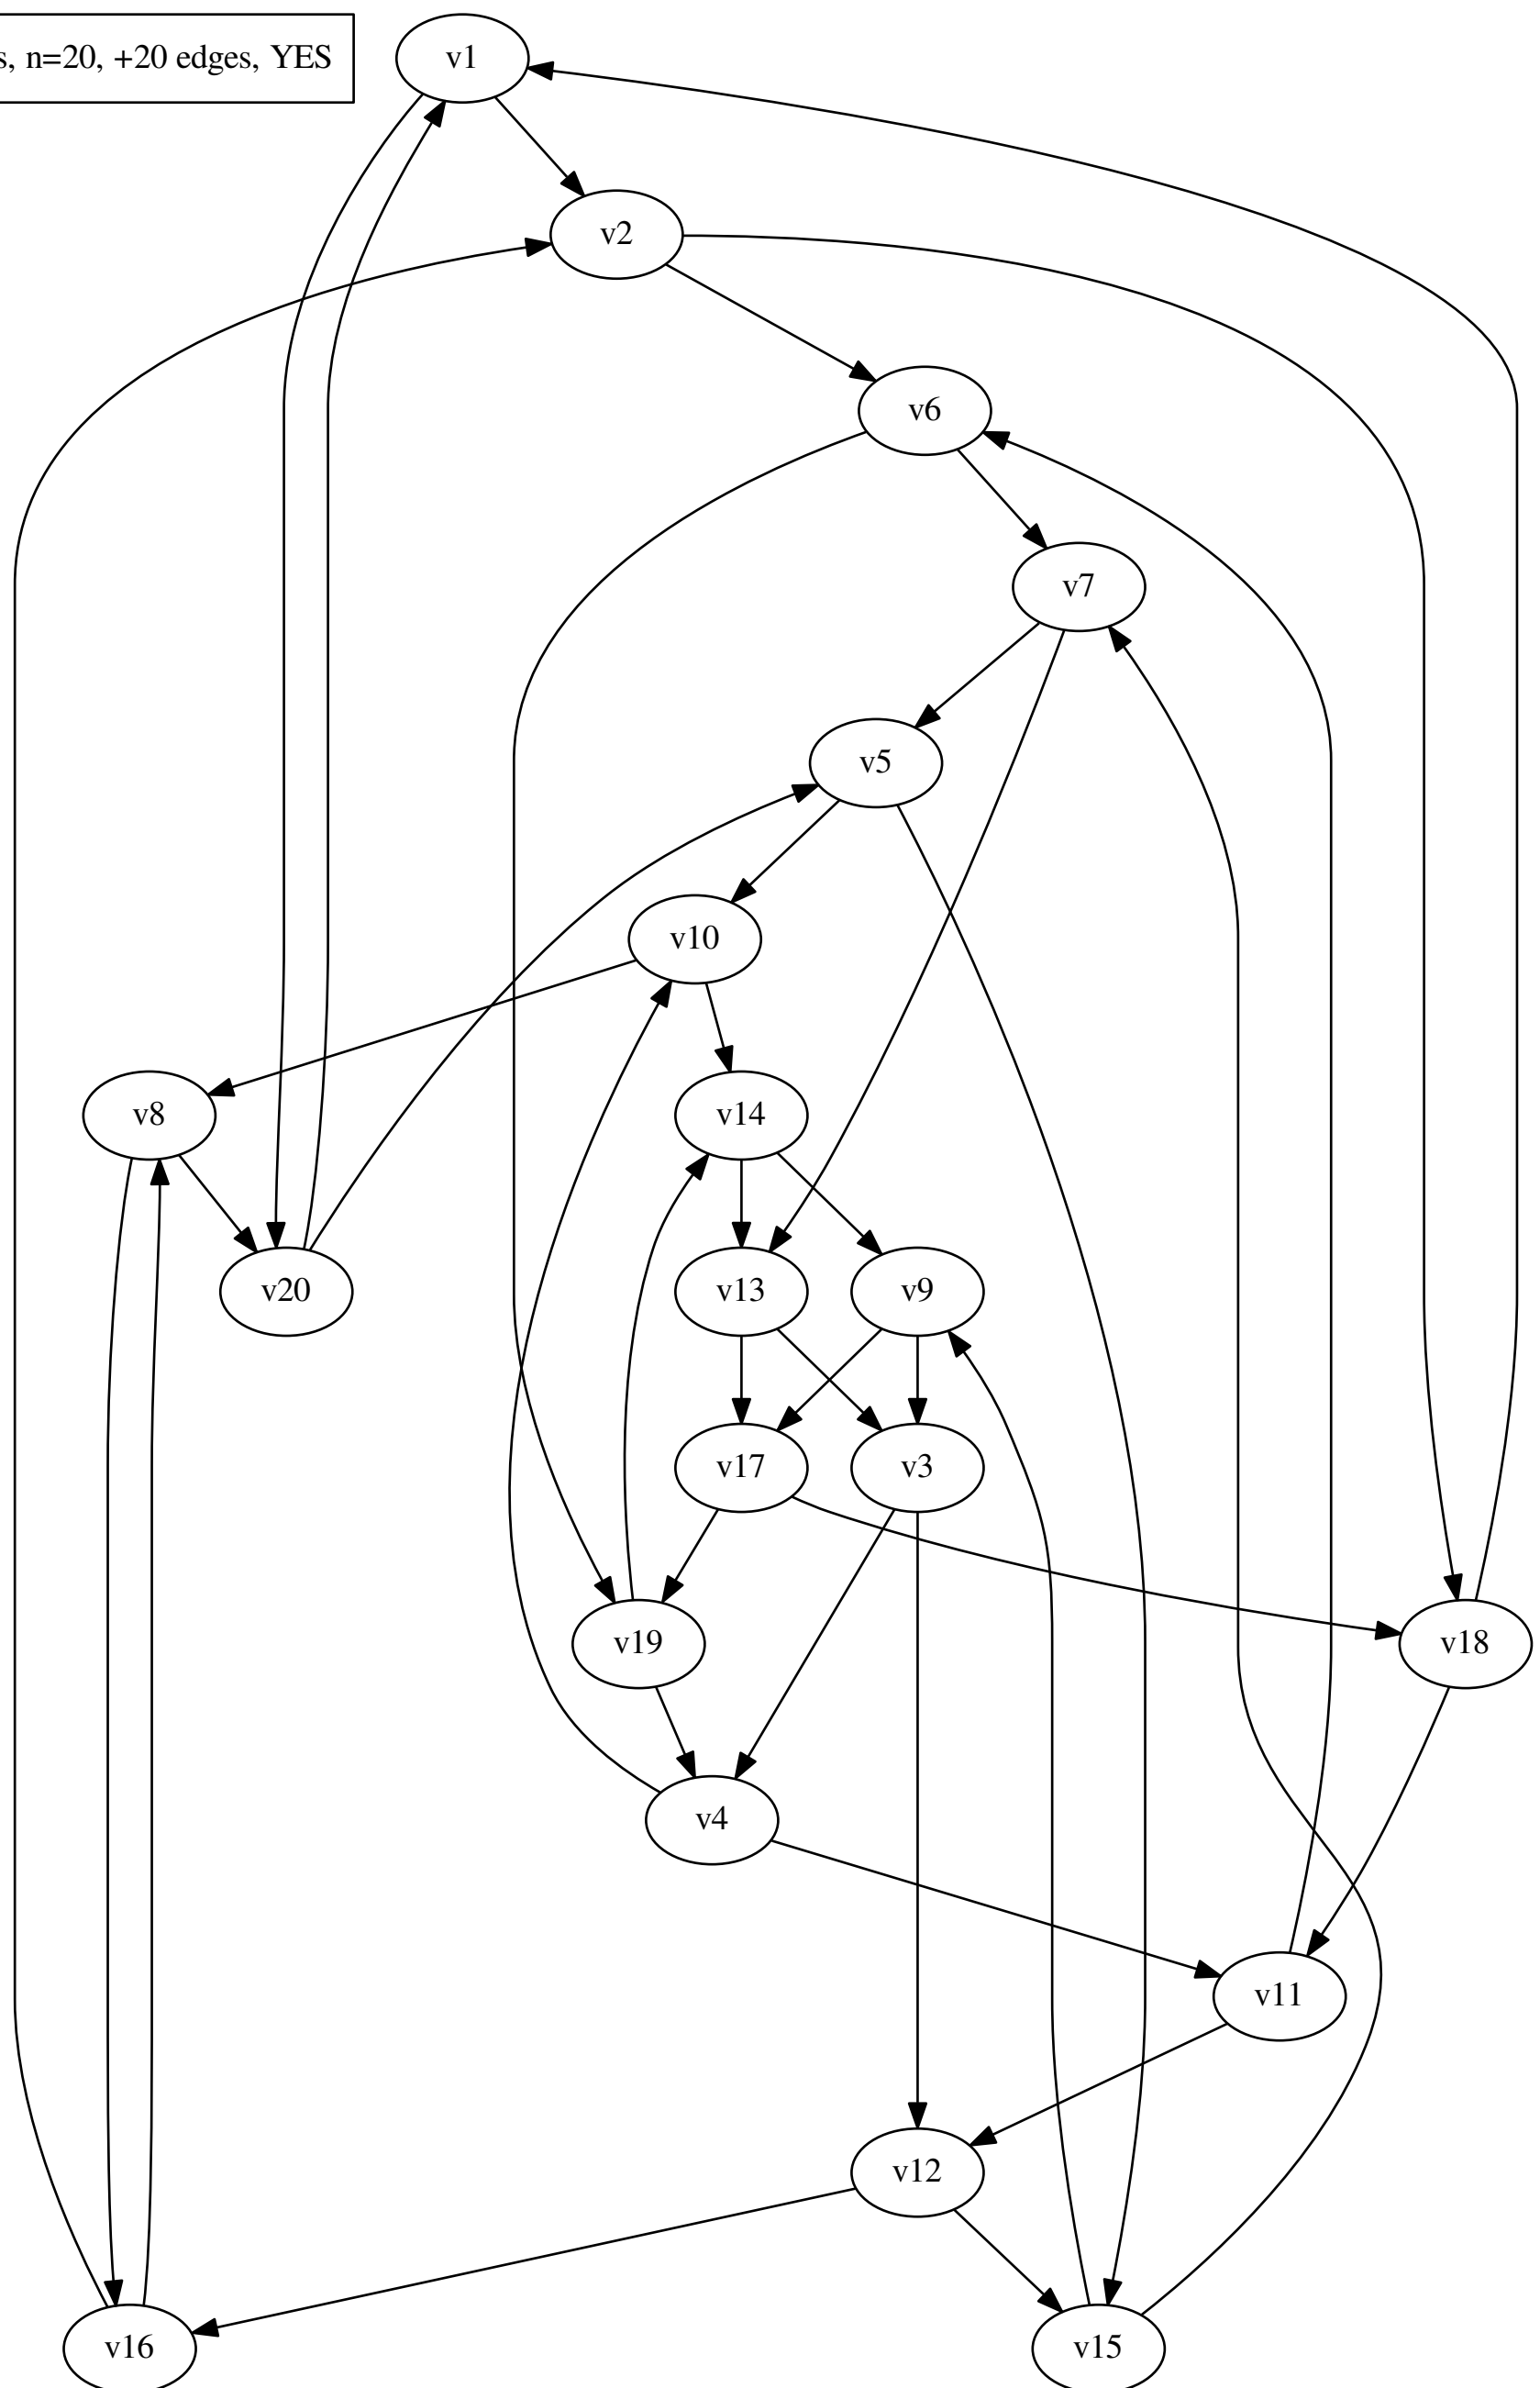 s, n=20, +20 edges, YES
v1
v2
v6
v7
v5
v10
v8
v14
v20
v13
v9
v17
v3
v19
v18
v4
v11
v12
v16
v15